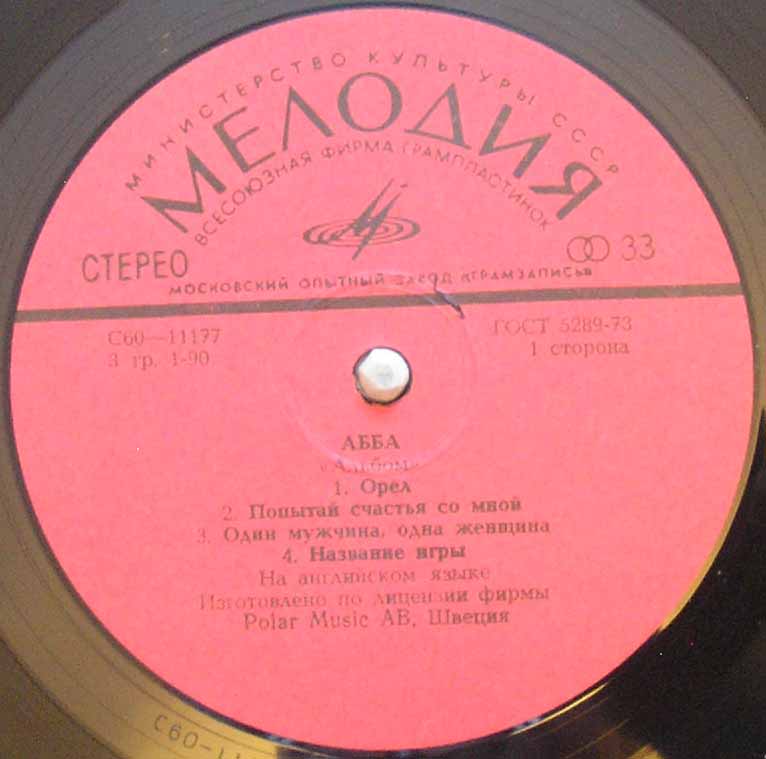 МИНИСТЕРСТВО КУЛЬТУРЫ СССР
МЕЛОДИЯ
ВСЕСОЮЗНАЯ ФИРМА ГРАМПЛАСТИНОК
СТЕРЕО
33
МОСКОВСКИЙ ОПЫТНЫЙ ЗАВОД «ГРАМЗАПИСЬ»
С60—11177
ГОСТ 5289-73
3 гр. 1-90
1 сторона
АББА
«Альбом»
1. Орел
2. Попытай счастья со мной
3. Один мужчина, одна женщина
4. Название игры
На английском языке
Изготовлено по лицензии фирмы
Polar Music AB, Швеция
С60-11